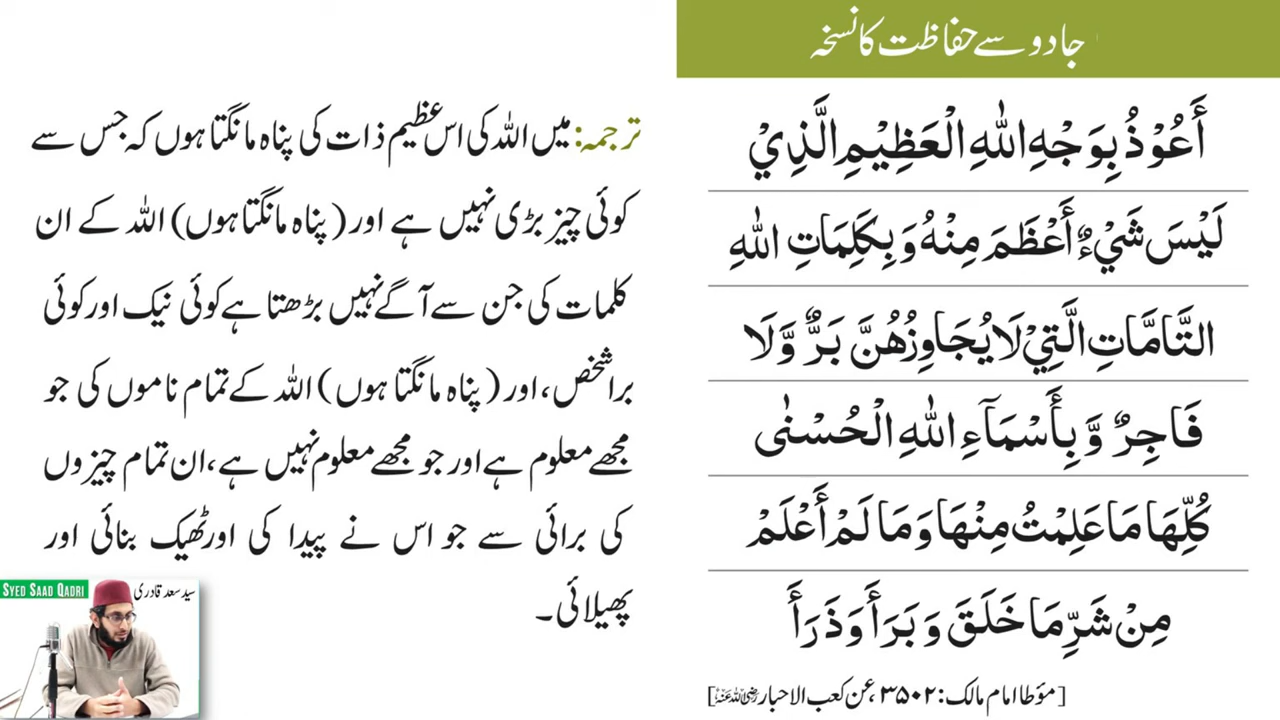 جادو سے حفاظت کا نسخہ
أَعُوْذُ بِوَجْهِ اللهِ الْعَظِيْمِ الَّذِيْ
لَيْسَ شَيْءٌ أَعْظَمَ مِنْهُ وَ بِكَلِمَاتِ اللهِ
التَّامَّاتِ الَّتِيْ لَا يُجَاوِزُهُنَّ بَرٌّ وَّلَا
فَاجِرٌ وَّ بِأَسْمَآءِ اللهِ الْحُسْنٰى
كُلِّهَا مَا عَلِمْتُ مِنْهَا وَ مَا لَمْ أَعْلَمْ
مِنْ شَرِّ مَا خَلَقَ وَ بَرَأَ وَ ذَرَأَ
[مؤطا امام مالک: ۳۵۰۲، عن کعب الاحبار رضی اللہ عنہ]
ترجمہ: میں اللہ کی اس عظیم ذات کی پناہ مانگتا ہوں کہ جس سے
کوئی چیز بڑی نہیں ہے اور (پناہ مانگتا ہوں) اللہ کے ان
کلمات کی جن سے آگے نہیں بڑھتا ہے کوئی نیک اور کوئی
برا شخص، اور (پناہ مانگتا ہوں) اللہ کے تمام ناموں کی جو
مجھے معلوم ہے اور جو مجھے معلوم نہیں ہے، ان تمام چیزوں
کی برائی سے جو اس نے پیدا کی اور ٹھیک بنائی اور
پھیلائی۔
SYED SAAD QADRI
سید سعد قادری